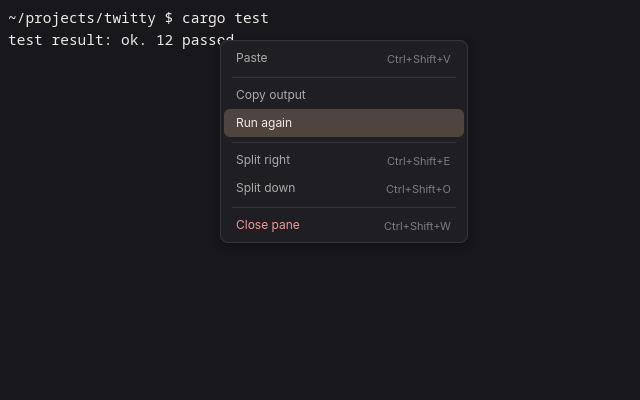 ~/projects/twitty $ cargo test
test result: ok. 12 passed
Paste Ctrl+Shift+V
Copy output
Run again
Split right Ctrl+Shift+E
Split down Ctrl+Shift+O
Close pane Ctrl+Shift+W